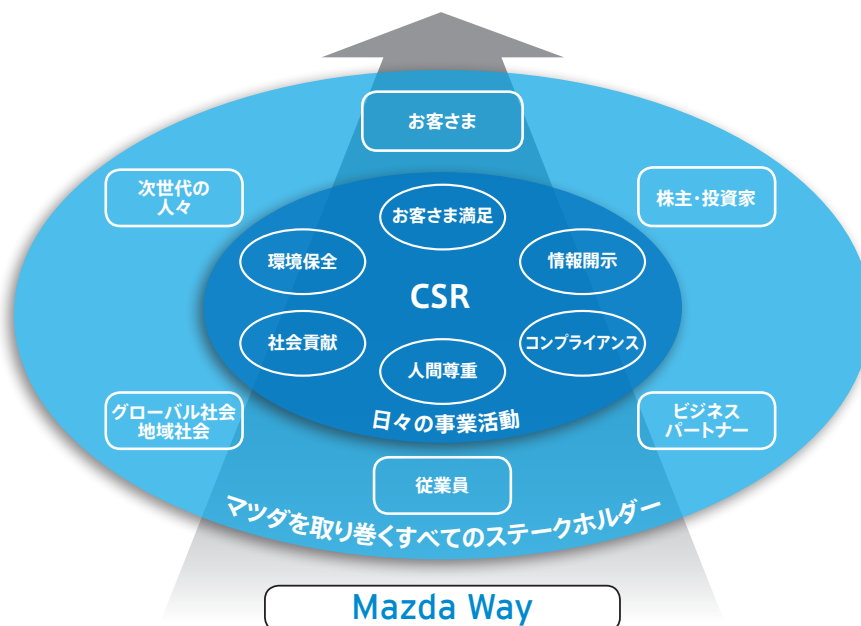 お客さま
次世代の
人々
株主・投資家
お客さま満足
環境保全
情報開示
CSR
社会貢献
コンプライアンス
人間尊重
日々の事業活動
グローバル社会
地域社会
ビジネス
パートナー
従業員
マツダを取り巻くすべてのステークホルダー
Mazda Way